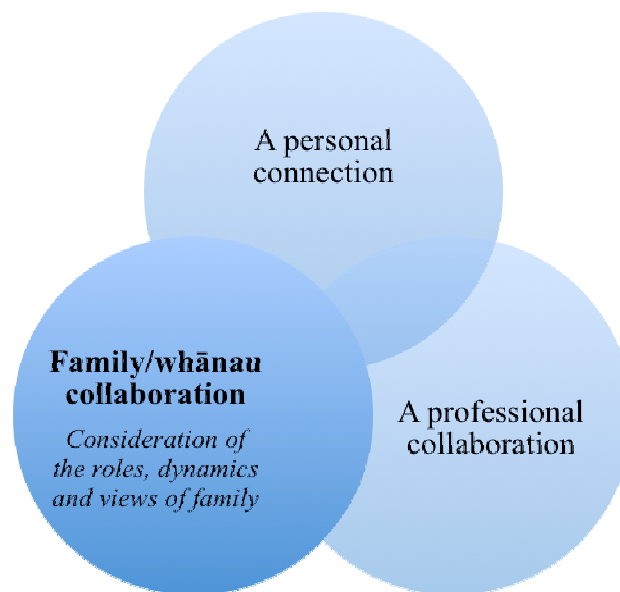 A personal
connection
Family/whānau
collaboration
Consideration of
the roles, dynamics
and views of family
A professional
collaboration